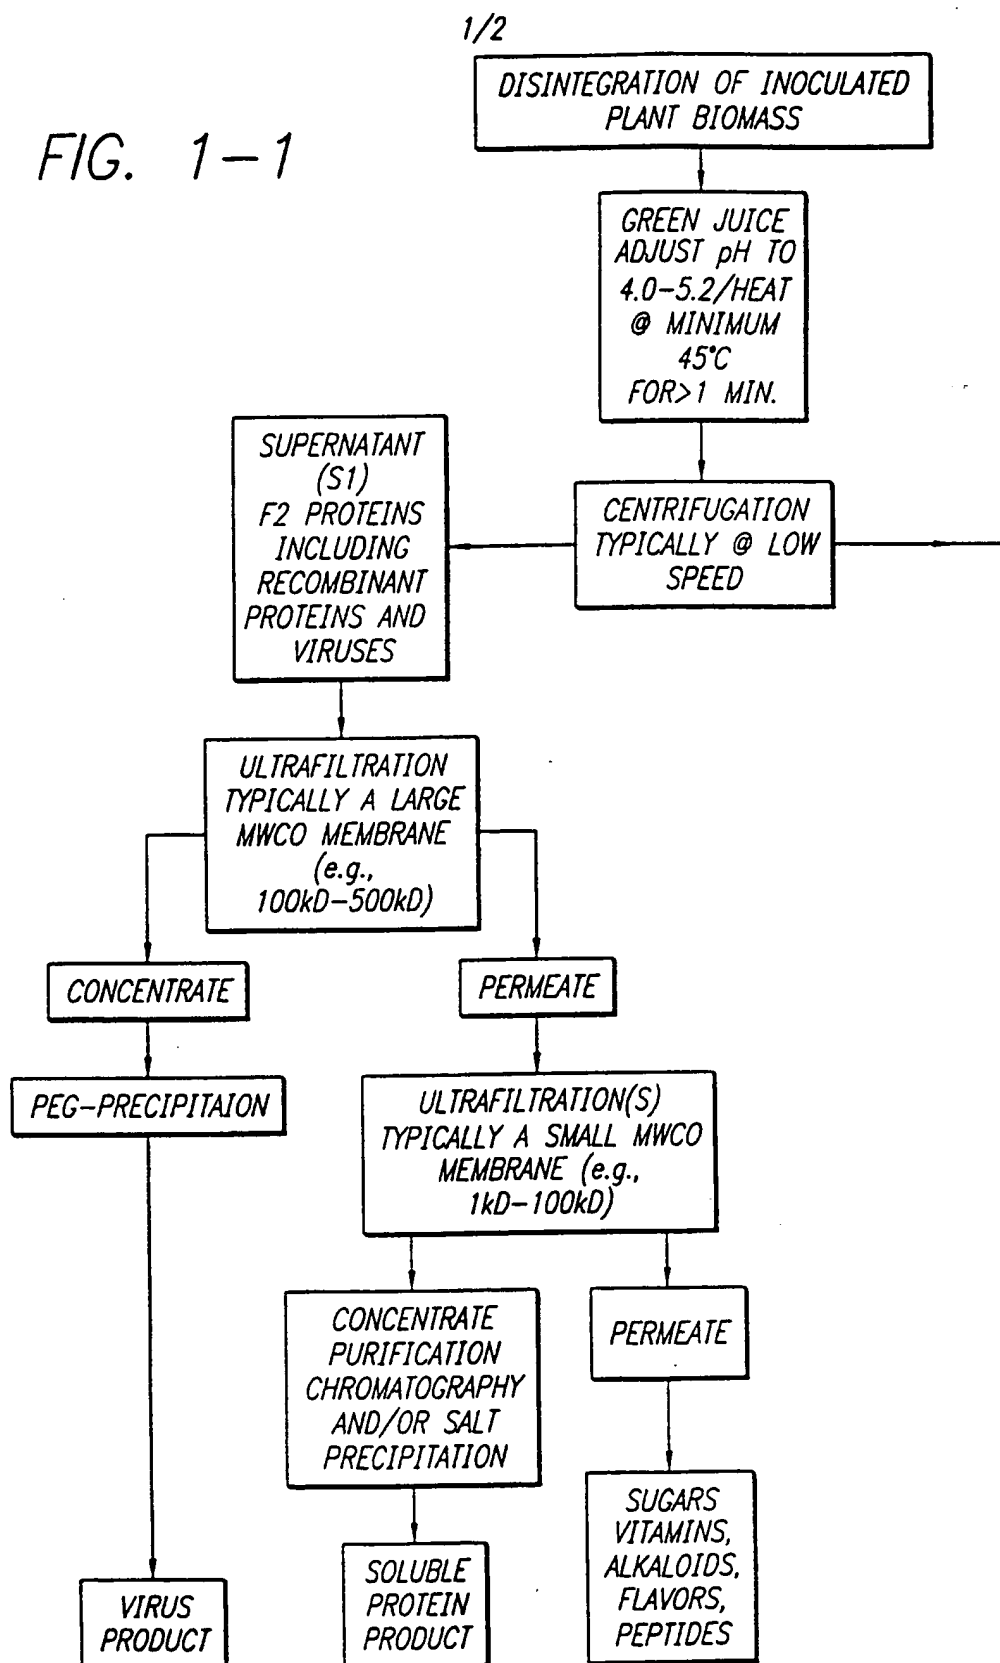 1/2
FIG. 1-1
DISINTEGRATION OF INOCULATED
PLANT BIOMASS
GREEN JUICE
ADJUST pH TO
4.0-5.2/HEAT
@ MINIMUM
45°C
FOR>1 MIN.
CENTRIFUGATION
TYPICALLY @ LOW
SPEED
SUPERNATANT
(S1)
F2 PROTEINS
INCLUDING
RECOMBINANT
PROTEINS AND
VIRUSES
ULTRAFILTRATION
TYPICALLY A LARGE
MWCO MEMBRANE
(e.g.,
100kD-500kD)
CONCENTRATE
PERMEATE
PEG-PRECIPITAION
ULTRAFILTRATION(S)
TYPICALLY A SMALL MWCO
MEMBRANE (e.g.,
1kD-100kD)
CONCENTRATE
PURIFICATION
CHROMATOGRAPHY
AND/OR SALT
PRECIPITATION
PERMEATE
VIRUS
PRODUCT
SOLUBLE
PROTEIN
PRODUCT
SUGARS
VITAMINS,
ALKALOIDS,
FLAVORS,
PEPTIDES